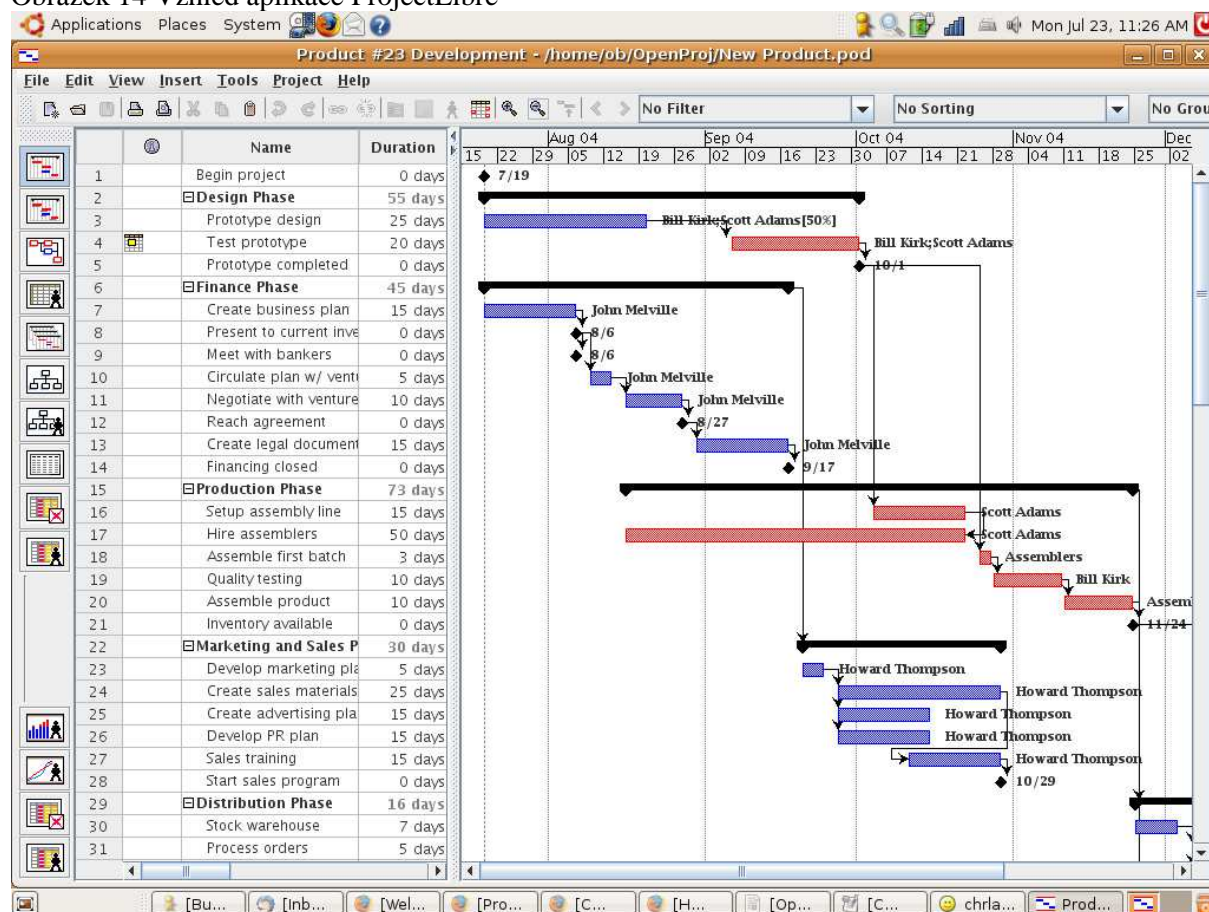 Obrázek 14 Vzhled aplikace ProjectLibre
Applications Places System Mon Jul 23, 11:26 AM
Product #23 Development - /home/ob/OpenProj/New Product.pod
File Edit View Insert Tools Project Help
No Filter No Sorting No Grou
Name Duration
Aug 04 Sep 04 Oct 04 Nov 04 Dec
15 22 29 05 12 19 26 02 09 16 23 30 07 14 21 28 04 11 18 25 02
1 Begin project 0 days 7/19
2 Design Phase 55 days
3 Prototype design 25 days Bill Kirk;Scott Adams[50%]
4 Test prototype 20 days Bill Kirk;Scott Adams
5 Prototype completed 0 days 10/1
6 Finance Phase 45 days
7 Create business plan 15 days John Melville
8 Present to current inve 0 days 8/6
9 Meet with bankers 0 days 8/6
10 Circulate plan w/ ventu 5 days John Melville
11 Negotiate with venture 10 days John Melville
12 Reach agreement 0 days 8/27
13 Create legal document 15 days John Melville
14 Financing closed 0 days 9/17
15 Production Phase 73 days
16 Setup assembly line 15 days Scott Adams
17 Hire assemblers 50 days Scott Adams
18 Assemble first batch 3 days Assemblers
19 Quality testing 10 days Bill Kirk
20 Assemble product 10 days Assem
21 Inventory available 0 days 11/24
22 Marketing and Sales P 30 days
23 Develop marketing pla 5 days Howard Thompson
24 Create sales materials 25 days Howard Thompson
25 Create advertising pla 15 days Howard Thompson
26 Develop PR plan 15 days Howard Thompson
27 Sales training 15 days Howard Thompson
28 Start sales program 0 days 10/29
29 Distribution Phase 16 days
30 Stock warehouse 7 days
31 Process orders 5 days
[Bu... [Inb... [Wel... [Pro... [C... [H... [Op... [C... chrla... Prod...